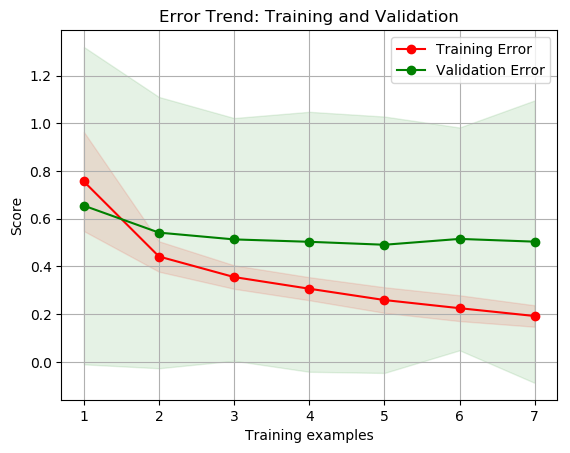 Error Trend: Training and Validation
Training Error
Validation Error
1.2
1.0
0.8
0.6
0.4
0.2
0.0
Score
1 2 3 4 5 6 7
Training examples